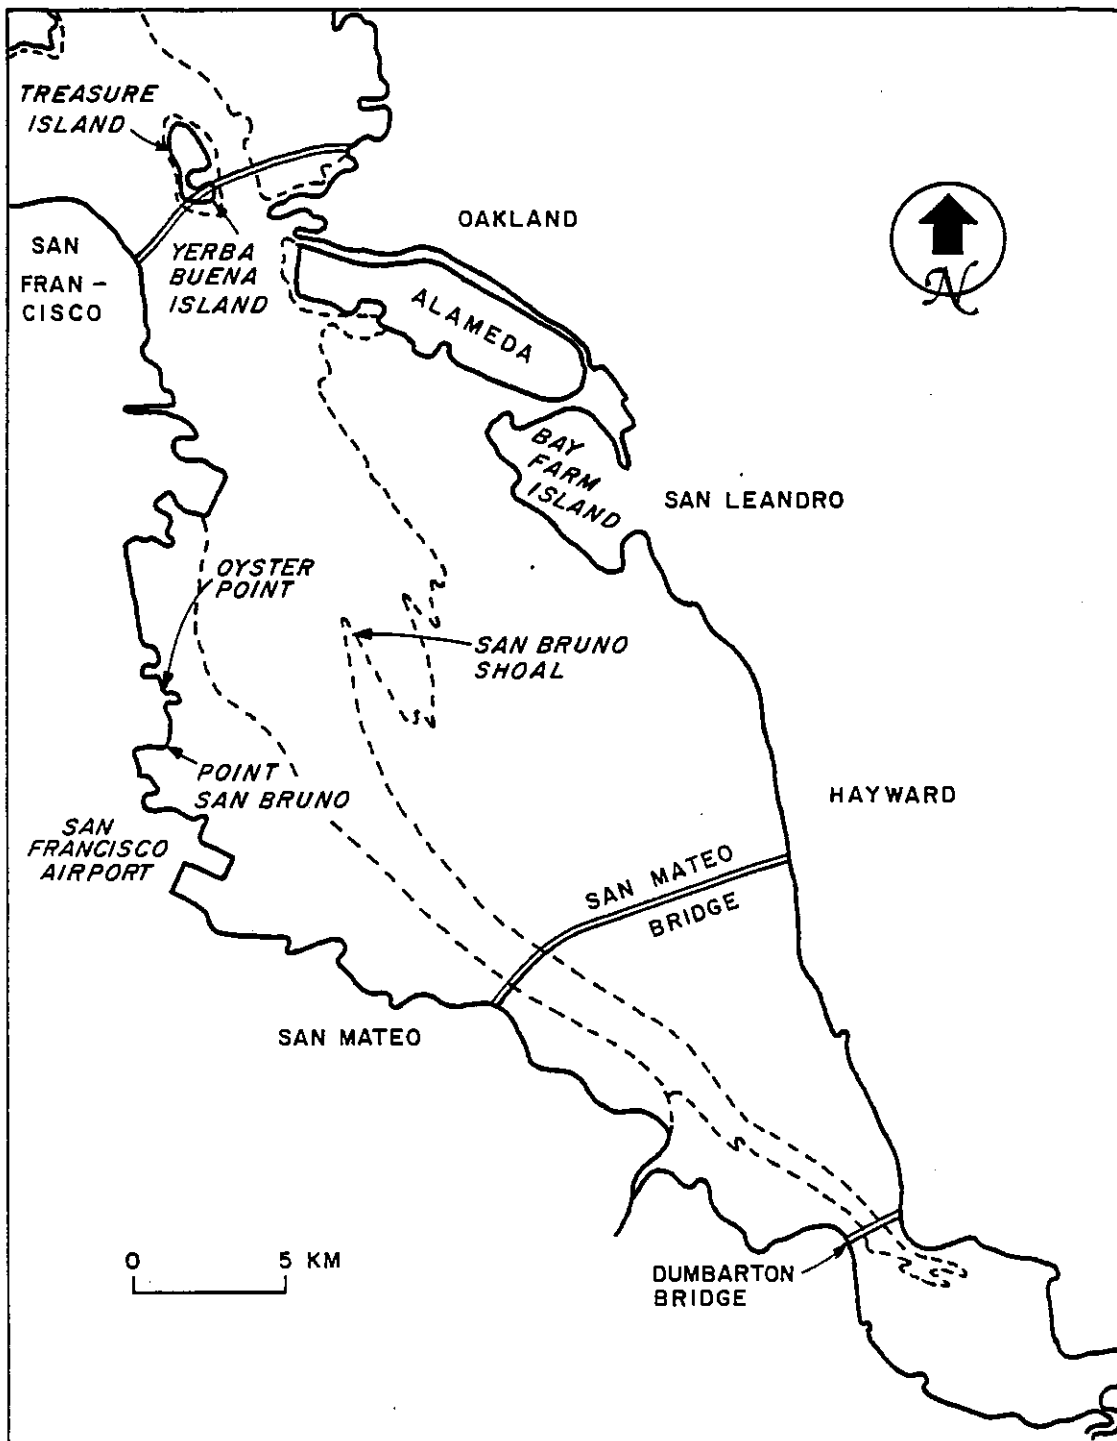 TREASURE
ISLAND
SAN
FRAN-
CISCO
YERBA
BUENA
ISLAND
OAKLAND
N
ALAMEDA
BAY
FARM
ISLAND
SAN LEANDRO
OYSTER
POINT
SAN BRUNO
SHOAL
POINT
SAN BRUNO
HAYWARD
SAN
FRANCISCO
AIRPORT
SAN MATEO
BRIDGE
SAN MATEO
0 5 KM
DUMBARTON
BRIDGE